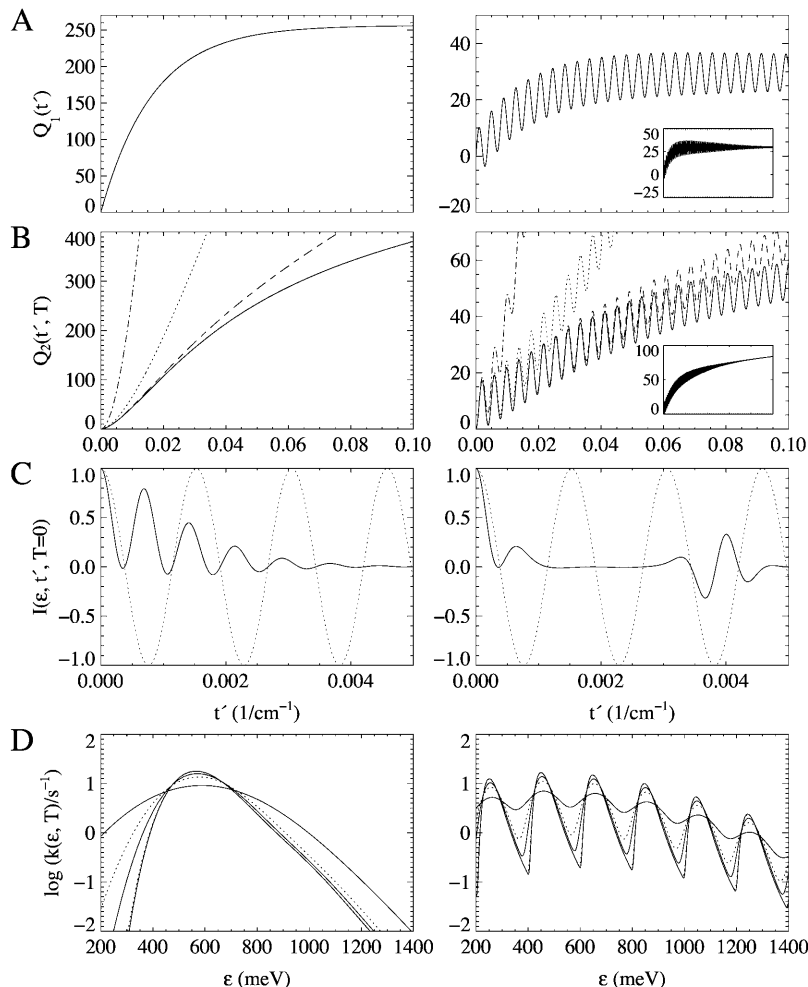 A
Q1(t´)
250
200
150
100
50
0
40
20
0
−20
50
25
0
−25
B
Q2(t´, T)
400
300
200
100
0
0.00 0.02 0.04 0.06 0.08 0.10
60
40
20
0
100
50
0
0.00 0.02 0.04 0.06 0.08 0.10
C
I(ε, t´, T=0)
1.0
0.5
0.0
−0.5
−1.0
0.000 0.002 0.004
t´ (1/cm−1)
1.0
0.5
0.0
−0.5
−1.0
0.000 0.002 0.004
t´ (1/cm−1)
D
log (k(ε, T)/s−1)
2
1
0
−1
−2
200 400 600 800 1000 1200 1400
ε (meV)
2
1
0
−1
−2
200 400 600 800 1000 1200 1400
ε (meV)